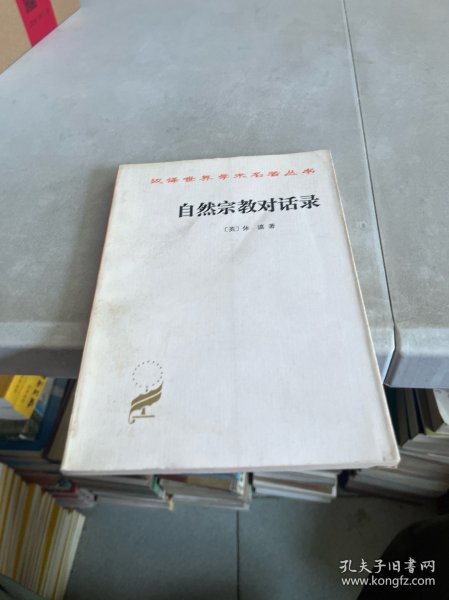 汉译世界学术名著丛书
自然宗教对话录
〔英〕休 谟 著
孔夫子旧书网
www.kongfz.com